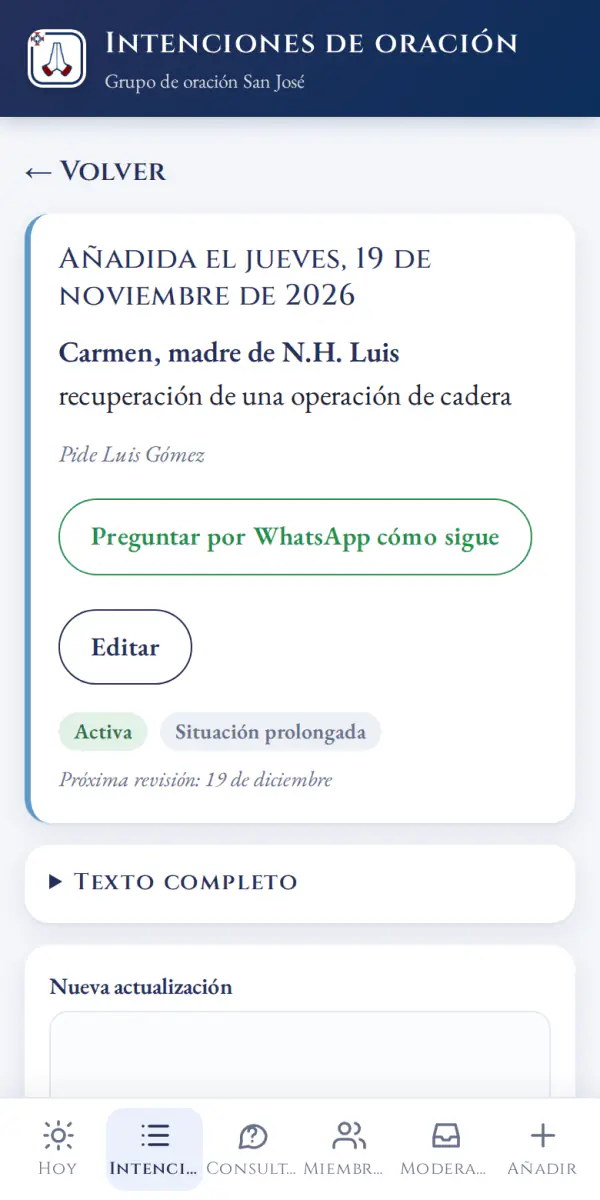 Intenciones de oración
Grupo de oración San José
← Volver
Añadida el jueves, 19 de
noviembre de 2026
Carmen, madre de N.H. Luis
recuperación de una operación de cadera
Pide Luis Gómez
Preguntar por WhatsApp cómo sigue
Editar
Activa
Situación prolongada
Próxima revisión: 19 de diciembre
▶ Texto completo
Nueva actualización
Hoy
Intenci...
Consult...
Miembr...
Modera...
Añadir